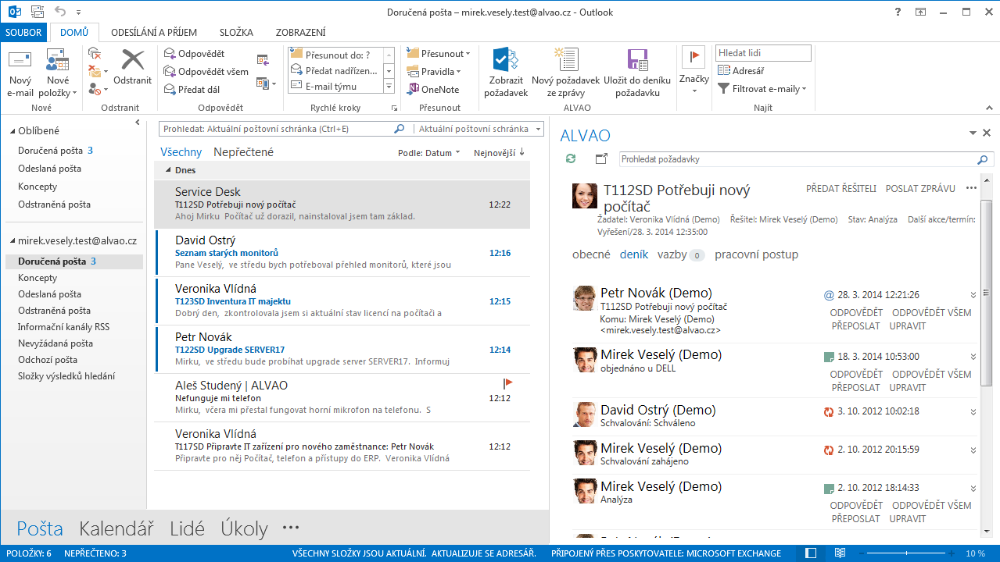 Doručená pošta – mirek.vesely.test@alvao.cz - Outlook
?
SOUBOR DOMŮ ODESÍLÁNÍ A PŘÍJEM SLOŽKA ZOBRAZENÍ
Nový e-mail
Nové položky
Nové
Odstranit
Odstranit
Odpovědět
Odpovědět všem
Předat dál
Odpovědět
Přesunout do: ?
Předat nadřízen...
E-mail týmu
Rychlé kroky
Přesunout
Pravidla
OneNote
Přesunout
Zobrazit požadavek
Nový požadavek ze zprávy
Uložit do deníku požadavku
ALVAO
Značky
Hledat lidi
Adresář
Filtrovat e-maily
Najít
Oblíbené
Doručená pošta 3
Odeslaná pošta
Koncepty
Odstraněná pošta
mirek.vesely.test@alvao.cz
Doručená pošta 3
Koncepty
Odeslaná pošta
Odstraněná pošta
Informační kanály RSS
Nevyžádaná pošta
Odchozí pošta
Složky výsledků hledání
Prohledat: Aktuální poštovní schránka (Ctrl+E) Aktuální poštovní schránka
Všechny Nepřečtené Podle: Datum Nejnovější
Dnes
Service Desk
T112SD Potřebuji nový počítač 12:22
Ahoj Mirku Počítač už dorazil, nainstaloval jsem tam základ.
David Ostrý
Seznam starých monitorů 12:16
Pane Veselý, ve středu bych potřeboval přehled monitorů, které jsou
Veronika Vlídná
T123SD Inventura IT majektu 12:15
Dobrý den, zkontrolovala jsem si aktuální stav licencí na počítači a
Petr Novák
T122SD Upgrade SERVER17 12:14
Mirku, ve středu bude probíhat upgrade server SERVER17. Informuj
Aleš Studený | ALVAO
Nefunguje mi telefon 12:12
Mirku, včera mi přestal fungovat horní mikrofon na telefonu. S
Veronika Vlídná
T117SD Připravte IT zařízení pro nového zaměstnance: Petr Novák 12:12
Připravte pro něj Počítač, telefon a přístupy do ERP. Veronika Vlídná
ALVAO
Prohledat požadavky
T112SD Potřebuji nový počítač
PŘEDAT ŘEŠITELI POSLAT ZPRÁVU
Žadatel: Veronika Vlídná (Demo) Řešitel: Mirek Veselý (Demo) Stav: Analýza Další akce/termín:
Vyřešení/28. 3. 2014 12:35:00
obecné deník vazby 0 pracovní postup
Petr Novák (Demo) @ 28. 3. 2014 12:21:26
T112SD Potřebuji nový počítač
Komu: Mirek Veselý (Demo)
<mirek.vesely.test@alvao.cz>
ODPOVĚDĚT ODPOVĚDĚT VŠEM
PŘEPOSLAT UPRAVIT
Mirek Veselý (Demo) 18. 3. 2014 10:53:00
objednáno u DELL
ODPOVĚDĚT ODPOVĚDĚT VŠEM
PŘEPOSLAT UPRAVIT
David Ostrý (Demo) 3. 10. 2012 10:02:18
Schvalování: Schváleno
Mirek Veselý (Demo) 2. 10. 2012 20:15:59
Schvalování zahájeno
Mirek Veselý (Demo) 2. 10. 2012 18:14:33
Analýza
ODPOVĚDĚT ODPOVĚDĚT VŠEM
PŘEPOSLAT UPRAVIT
Pošta Kalendář Lidé Úkoly
POLOŽKY: 6 NEPŘEČTENO: 3 VŠECHNY SLOŽKY JSOU AKTUÁLNÍ. AKTUALIZUJE SE ADRESÁŘ. PŘIPOJENÝ PŘES POSKYTOVATELE: MICROSOFT EXCHANGE 10 %